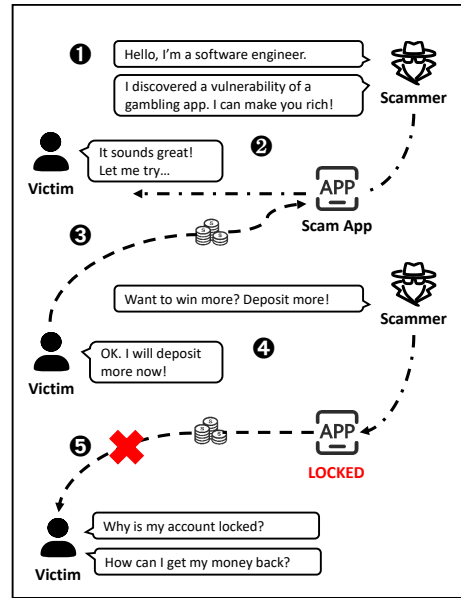 ❶
Hello, I'm a software engineer.
I discovered a vulnerability of a
gambling app. I can make you rich!
Scammer
It sounds great!
Let me try…
Victim
❷
APP
Scam App
❸
Want to win more? Deposit more!
Scammer
OK. I will deposit
more now!
Victim
❹
APP
LOCKED
❺
Why is my account locked?
How can I get my money back?
Victim